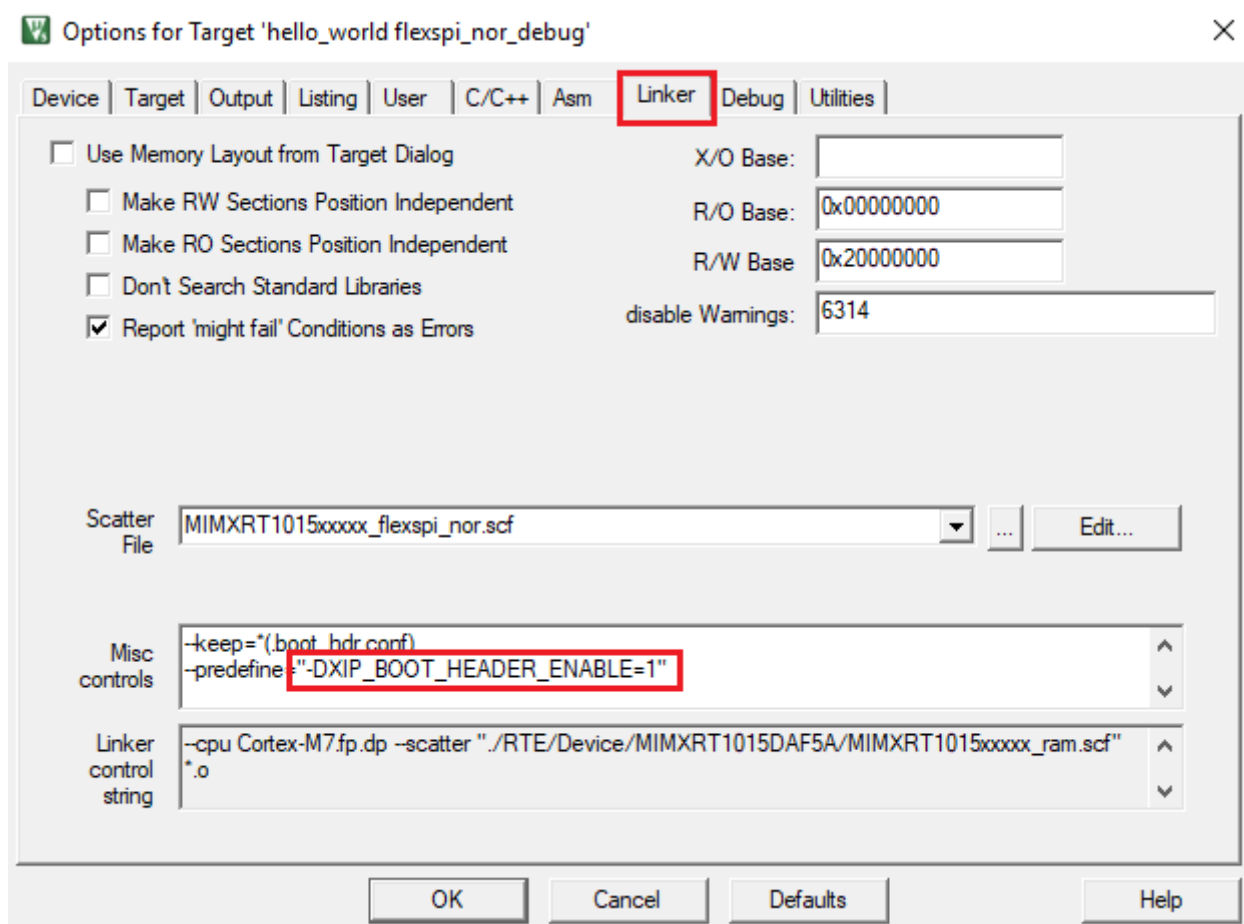 Options for Target 'hello_world flexspi_nor_debug'
Device Target Output Listing User C/C++ Asm Linker Debug Utilities
Use Memory Layout from Target Dialog
X/O Base:
Make RW Sections Position Independent
R/O Base: 0x00000000
Make RO Sections Position Independent
R/W Base 0x20000000
Don't Search Standard Libraries
disable Warnings: 6314
Report 'might fail' Conditions as Errors
Scatter File
MIMXRT1015xxxxx_flexspi_nor.scf
... Edit...
Misc controls
--keep=*(.boot_hdr.conf)
--predefine="-DXIP_BOOT_HEADER_ENABLE=1"
Linker control string
--cpu Cortex-M7.fp.dp --scatter "./RTE/Device/MIMXRT1015DAF5A/MIMXRT1015xxxxx_ram.scf"
*.o
OK Cancel Defaults Help